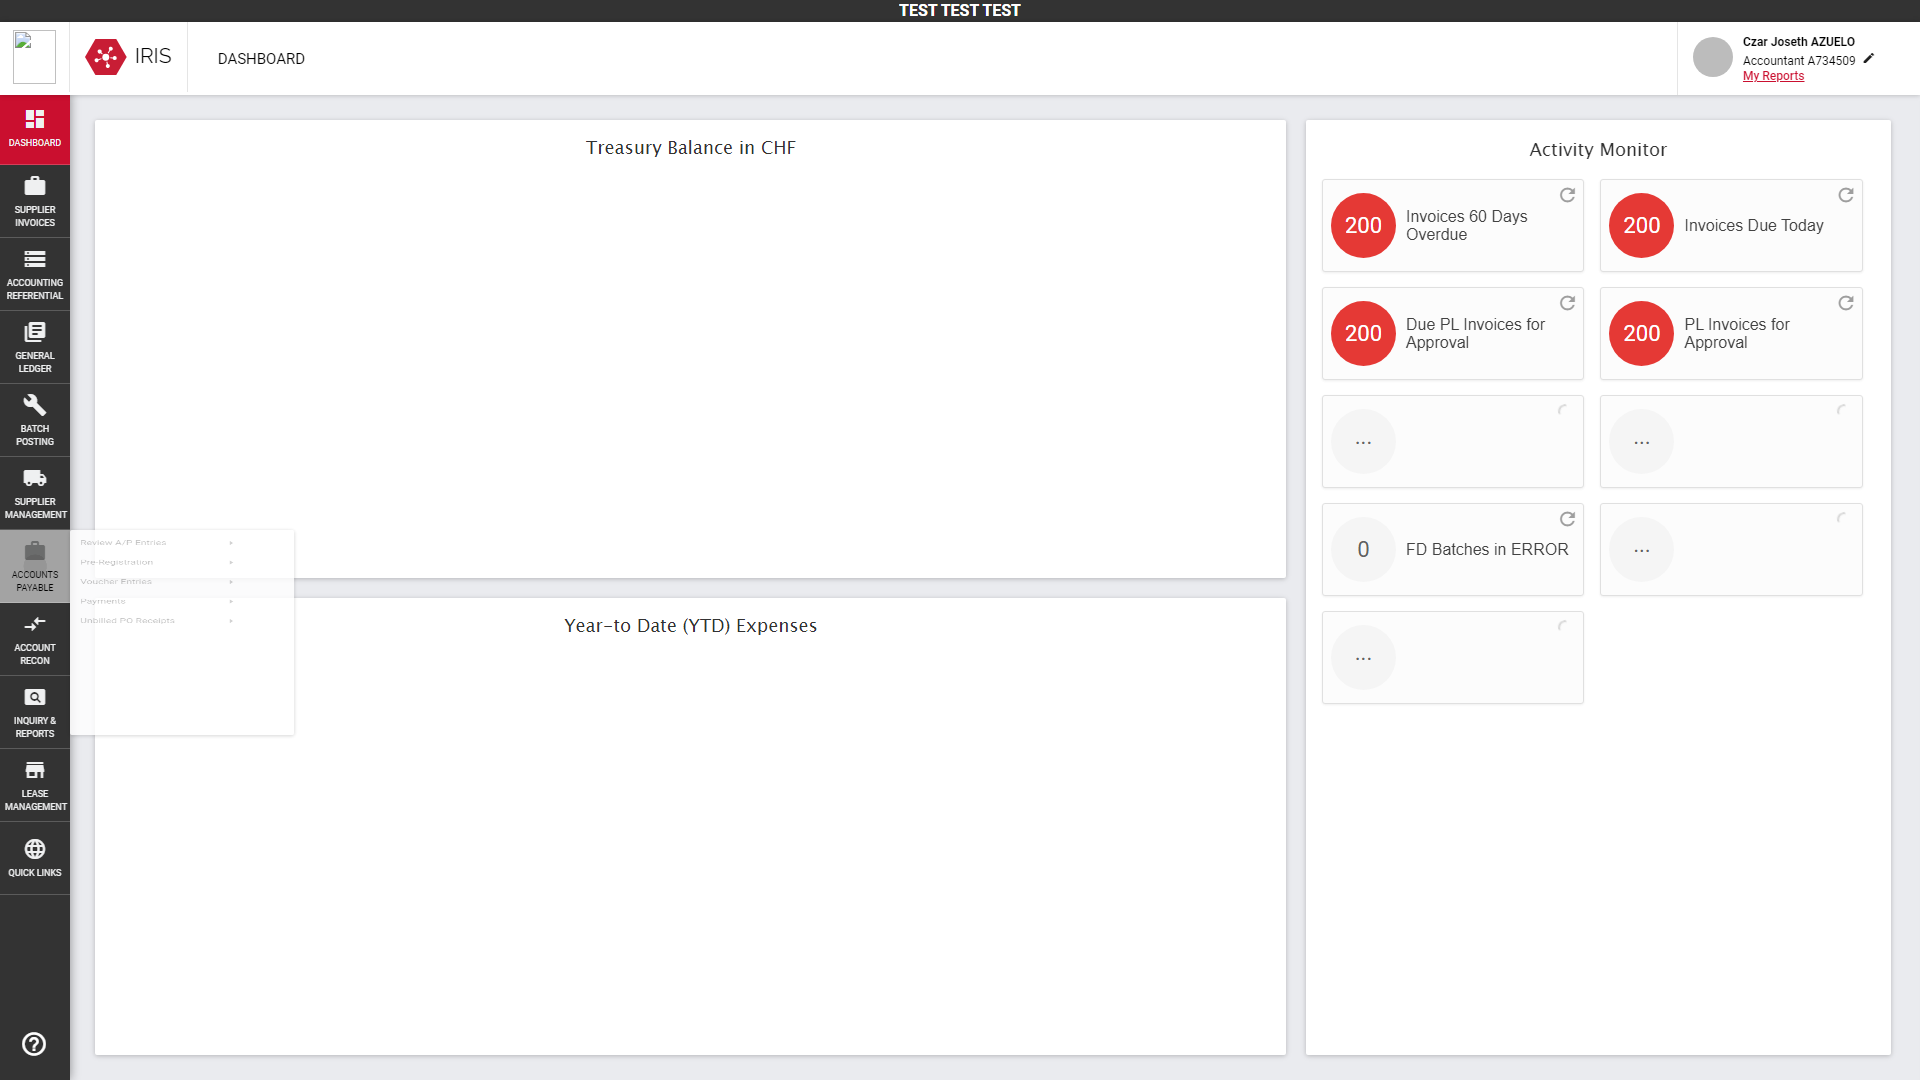 TEST TEST TEST
IRIS
DASHBOARD
Czar Joseth AZUELO
Accountant A734509
My Reports
DASHBOARD
SUPPLIER
INVOICES
ACCOUNTING
REFERENTIAL
GENERAL
LEDGER
BATCH
POSTING
SUPPLIER
MANAGEMENT
ACCOUNTS
PAYABLE
ACCOUNT
RECON
INQUIRY &
REPORTS
LEASE
MANAGEMENT
QUICK LINKS
Review A/P Entries
Pre-Registration
Voucher Entries
Payments
Unbilled PO Receipts
Treasury Balance in CHF
Year-to Date (YTD) Expenses
Activity Monitor
200
Invoices 60 Days
Overdue
200
Invoices Due Today
200
Due PL Invoices for
Approval
200
PL Invoices for
Approval
...
...
0
FD Batches in ERROR
...
...